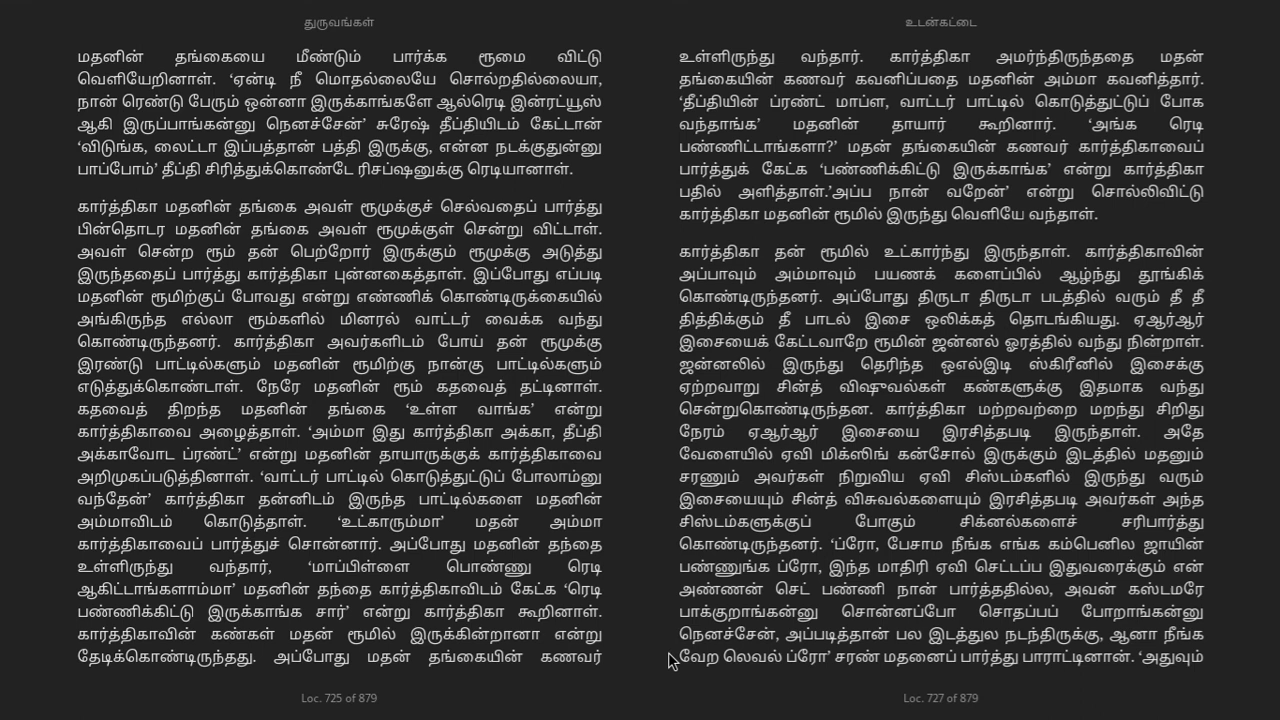 துருவங்கள்
மதனின் தங்கையை மீண்டும் பார்க்க ரூமை விட்டு
வெளியேறினாள். ‘ஏன்டி நீ மொதல்லையே சொல்றதில்லையா,
நான் ரெண்டு பேரும் ஒன்னா இருக்காங்களே ஆல்ரெடி இன்ரட்யூஸ்
ஆகி இருப்பாங்கன்னு நெனச்சேன்’ சுரேஷ் தீப்தியிடம் கேட்டான்
‘விடுங்க, லைட்டா இப்பத்தான் பத்தி இருக்கு, என்ன நடக்குதுன்னு
பாப்போம்’ தீப்தி சிரித்துக்கொண்டே ரிசப்ஷனுக்கு ரெடியானாள்.
கார்த்திகா மதனின் தங்கை அவள் ரூமுக்குச் செல்வதைப் பார்த்து
பின்தொடர மதனின் தங்கை அவள் ரூமுக்குள் சென்று விட்டாள்.
அவள் சென்ற ரூம் தன் பெற்றோர் இருக்கும் ரூமுக்கு அடுத்து
இருந்ததைப் பார்த்து கார்த்திகா புன்னகைத்தாள். இப்போது எப்படி
மதனின் ரூமிற்குப் போவது என்று எண்ணிக் கொண்டிருக்கையில்
அங்கிருந்த எல்லா ரூம்களில் மினரல் வாட்டர் வைக்க வந்து
கொண்டிருந்தனர். கார்த்திகா அவர்களிடம் போய் தன் ரூமுக்கு
இரண்டு பாட்டில்களும் மதனின் ரூமிற்கு நான்கு பாட்டில்களும்
எடுத்துக்கொண்டாள். நேரே மதனின் ரூம் கதவைத் தட்டினாள்.
கதவைத் திறந்த மதனின் தங்கை ‘உள்ள வாங்க’ என்று
கார்த்திகாவை அழைத்தாள். ‘அம்மா இது கார்த்திகா அக்கா, தீப்தி
அக்காவோட ப்ரண்ட்’ என்று மதனின் தாயாருக்குக் கார்த்திகாவை
அறிமுகப்படுத்தினாள். ‘வாட்டர் பாட்டில் கொடுத்துட்டுப் போலாம்னு
வந்தேன்’ கார்த்திகா தன்னிடம் இருந்த பாட்டில்களை மதனின்
அம்மாவிடம் கொடுத்தாள். ‘உட்காரும்மா’ மதன் அம்மா
கார்த்திகாவைப் பார்த்துச் சொன்னார். அப்போது மதனின் தந்தை
உள்ளிருந்து வந்தார், ‘மாப்பிள்ளை பொண்ணு ரெடி
ஆகிட்டாங்களாம்மா’ மதனின் தந்தை கார்த்திகாவிடம் கேட்க ‘ரெடி
பண்ணிக்கிட்டு இருக்காங்க சார்’ என்று கார்த்திகா கூறினாள்.
கார்த்திகாவின் கண்கள் மதன் ரூமில் இருக்கின்றானா என்று
தேடிக்கொண்டிருந்தது. அப்போது மதன் தங்கையின் கணவர்
Loc. 725 of 879
உடன்கட்டை
உள்ளிருந்து வந்தார். கார்த்திகா அமர்ந்திருந்ததை மதன்
தங்கையின் கணவர் கவனிப்பதை மதனின் அம்மா கவனித்தார்.
‘தீப்தியின் ப்ரண்ட் மாப்ள, வாட்டர் பாட்டில் கொடுத்துட்டுப் போக
வந்தாங்க’ மதனின் தாயார் கூறினார். ‘அங்க ரெடி
பண்ணிட்டாங்களா?’ மதன் தங்கையின் கணவர் கார்த்திகாவைப்
பார்த்துக் கேட்க ‘பண்ணிக்கிட்டு இருக்காங்க’ என்று கார்த்திகா
பதில் அளித்தாள்.’அப்ப நான் வறேன்’ என்று சொல்லிவிட்டு
கார்த்திகா மதனின் ரூமில் இருந்து வெளியே வந்தாள்.
கார்த்திகா தன் ரூமில் உட்கார்ந்து இருந்தாள். கார்த்திகாவின்
அப்பாவும் அம்மாவும் பயணக் களைப்பில் ஆழ்ந்து தூங்கிக்
கொண்டிருந்தனர். அப்போது திருடா திருடா படத்தில் வரும் தீ தீ
தித்திக்கும் தீ பாடல் இசை ஒலிக்கத் தொடங்கியது. ஏஆர்ஆர்
இசையைக் கேட்டவாறே ரூமின் ஜன்னல் ஓரத்தில் வந்து நின்றாள்.
ஜன்னலில் இருந்து தெரிந்த ஒஎல்இடி ஸ்கிரீனில் இசைக்கு
ஏற்றவாறு சின்த் விஷுவல்கள் கண்களுக்கு இதமாக வந்து
சென்றுகொண்டிருந்தன. கார்த்திகா மற்றவற்றை மறந்து சிறிது
நேரம் ஏஆர்ஆர் இசையை இரசித்தபடி இருந்தாள். அதே
வேளையில் ஏவி மிக்ஸிங் கன்சோல் இருக்கும் இடத்தில் மதனும்
சரணும் அவர்கள் நிறுவிய ஏவி சிஸ்டம்களில் இருந்து வரும்
இசையையும் சின்த் விசுவல்களையும் இரசித்தபடி அவர்கள் அந்த
சிஸ்டம்களுக்குப் போகும் சிக்னல்களைச் சரிபார்த்து
கொண்டிருந்தனர். ‘ப்ரோ, பேசாம நீங்க எங்க கம்பெனில ஜாயின்
பண்ணுங்க ப்ரோ, இந்த மாதிரி ஏவி செட்டப்ப இதுவரைக்கும் என்
அண்ணன் செட் பண்ணி நான் பார்த்ததில்ல, அவன் கஸ்டமரே
பாக்குறாங்கன்னு சொன்னப்போ சொதப்பப் போறாங்கன்னு
நெனச்சேன், அப்படித்தான் பல இடத்துல நடந்திருக்கு, ஆனா நீங்க
வேற லெவல் ப்ரோ’ சரண் மதனைப் பார்த்து பாராட்டினான். ‘அதுவும்
Loc. 727 of 879